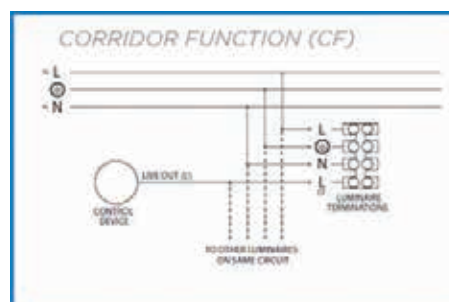 CORRIDOR FUNCTION (CF)
L
N
L
N
LIVE OUT (L)
L
CONTROL
DEVICE
LUMINAIRE
TERMINATIONS
TO OTHER LUMINAIRES
ON SAME CIRCUIT